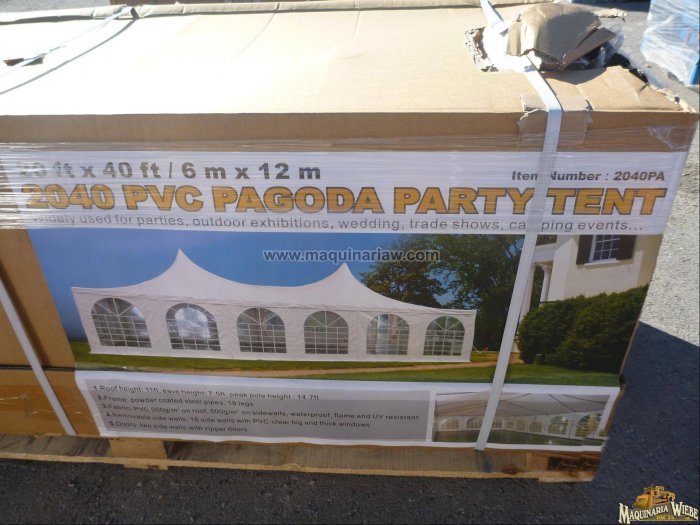 20 ft x 40 ft / 6 m x 12 m
Item Number : 2040PA
2040 PVC PAGODA PARTY TENT
Widely used for parties, outdoor exhibitions, wedding, trade shows, camping events...
www.maquinariaw.com
1.Roof height: 11ft, eave height: 7.5ft, peak pole height : 14.7ft
2.Frame: powder coated steel pipes, 18 legs
3.Fabric: PVC 500g/m² on roof, 500g/m² on sidewalls, waterproof, flame and UV resistant
4.Removable side walls: 18 side walls with PVC-clear big and thick windows
5.Doors: two side walls with zipper doors
MAQUINARIA WIEBE